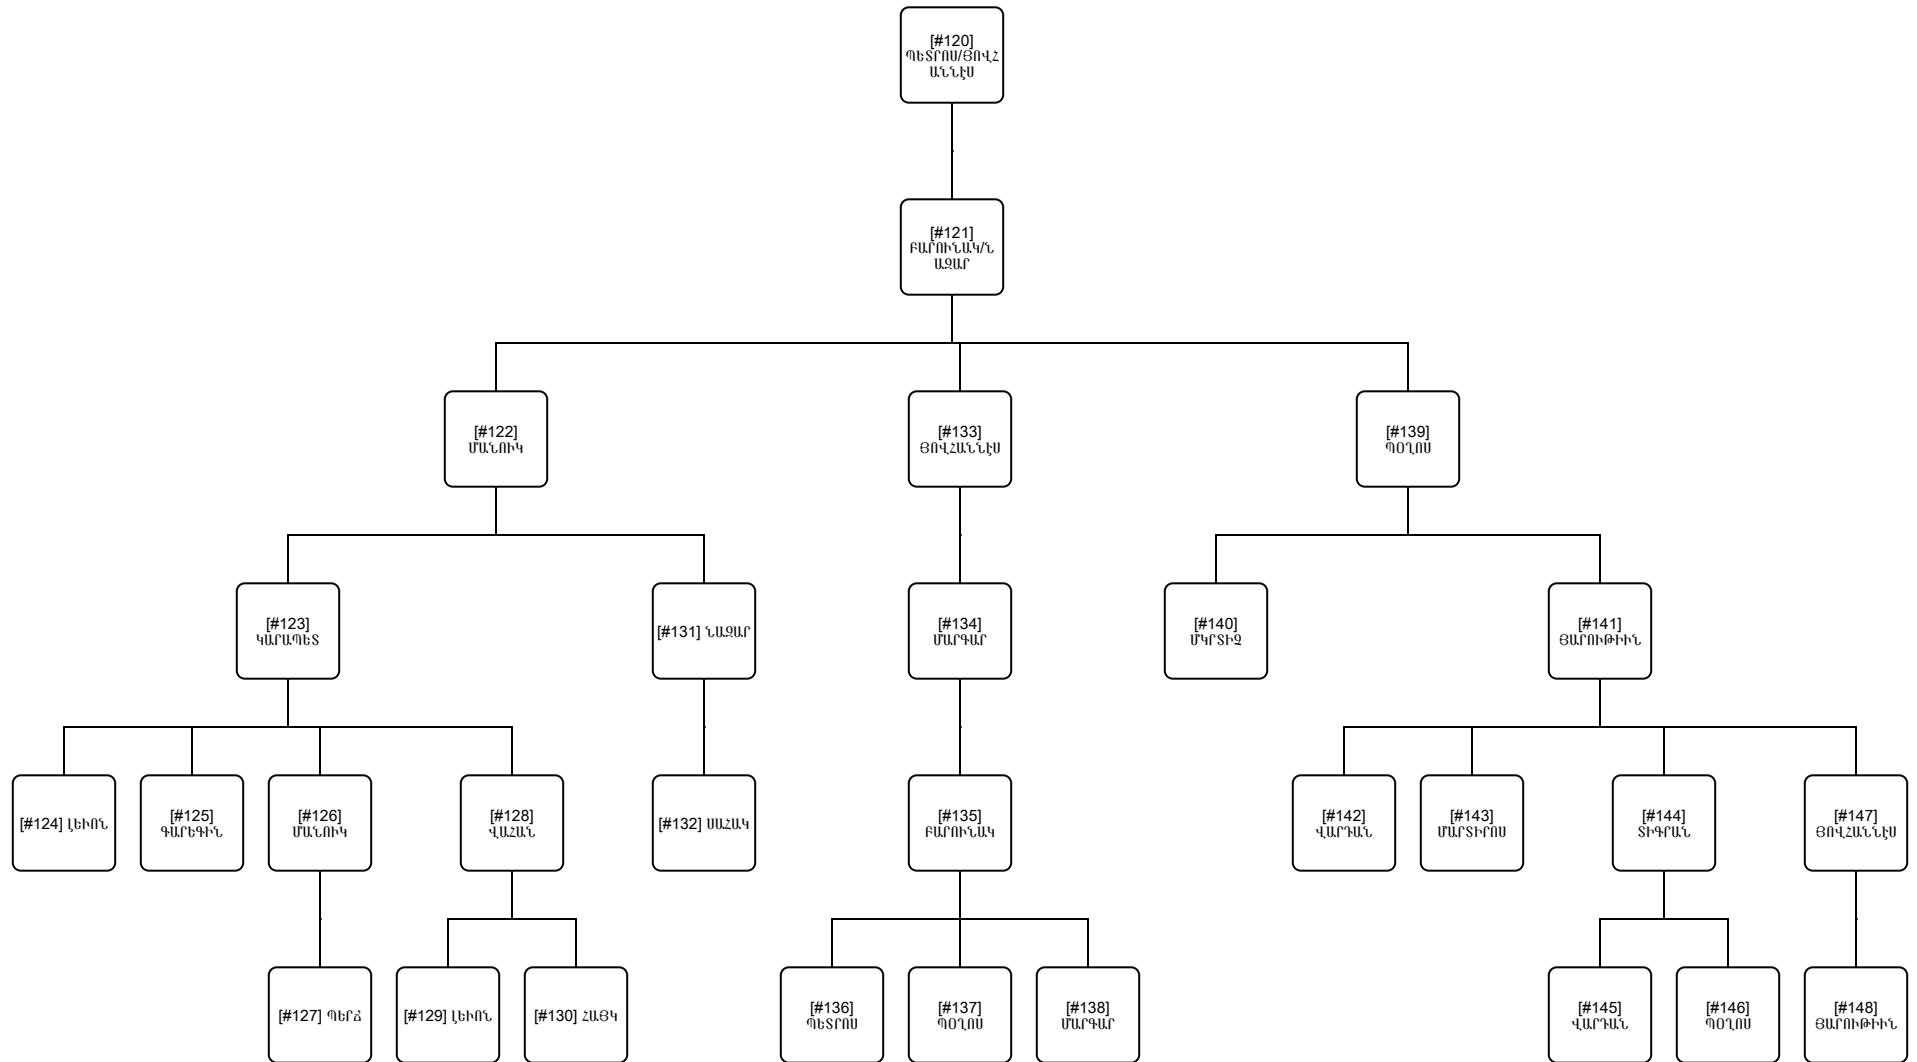 [#120]
ՊԵՏՐՈՍ/ՅՈՎՀ
ԱՆՆԷՍ
[#121]
ԲԱՐՈՒՆԱԿ/Ն
ԱԶԱՐ
[#122]
ՄԱՆՈՒԿ
[#133]
ՅՈՎՀԱՆՆԷՍ
[#139]
ՊՕՂՈՍ
[#123]
ԿԱՐԱՊԵՏ
[#131] ՆԱԶԱՐ
[#134]
ՄԱՐԳԱՐ
[#140]
ՄԿՐՏԻՉ
[#141]
ՅԱՐՈՒԹԻՒՆ
[#124] ԼԵՒՈՆ
[#125]
ԳԱՐԵԳԻՆ
[#126]
ՄԱՆՈՒԿ
[#128]
ՎԱՀԱՆ
[#132] ՍԱՀԱԿ
[#135]
ԲԱՐՈՒՆԱԿ
[#142]
ՎԱՐԴԱՆ
[#143]
ՄԱՐՏԻՐՈՍ
[#144]
ՏԻԳՐԱՆ
[#147]
ՅՈՎՀԱՆՆԷՍ
[#127] ՊԵՐՃ
[#129] ԼԵՒՈՆ
[#130] ՀԱՅԿ
[#136]
ՊԵՏՐՈՍ
[#137]
ՊՕՂՈՍ
[#138]
ՄԱՐԳԱՐ
[#145]
ՎԱՐԴԱՆ
[#146]
ՊՕՂՈՍ
[#148]
ՅԱՐՈՒԹԻՒՆ